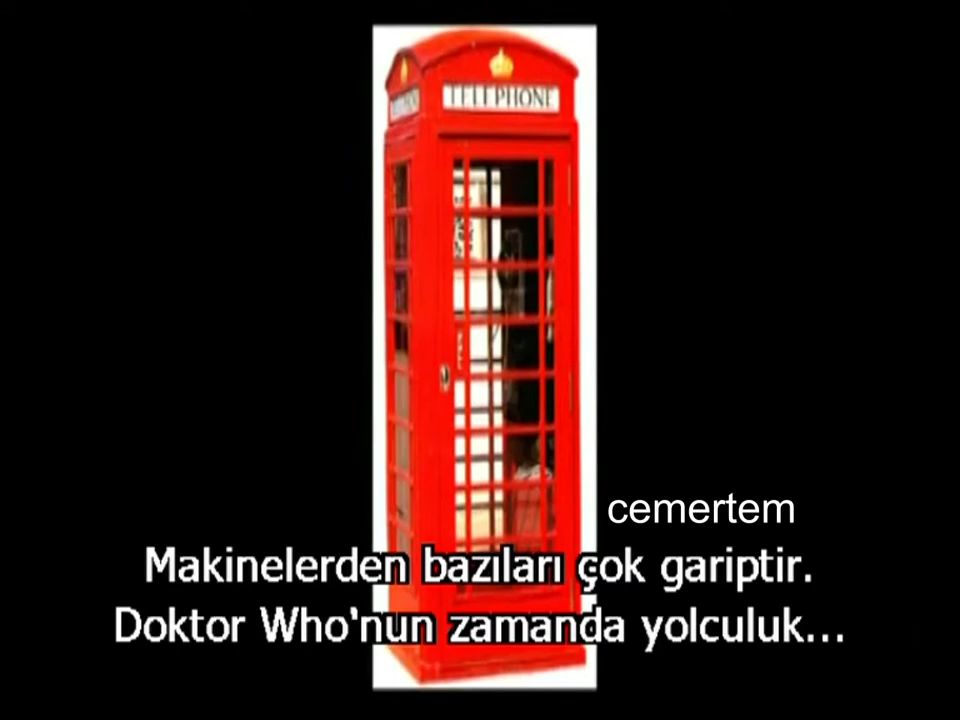 TELEPHONE
cemertem
Makinelerden bazıları çok gariptir.
Doktor Who'nun zamanda yolculuk...